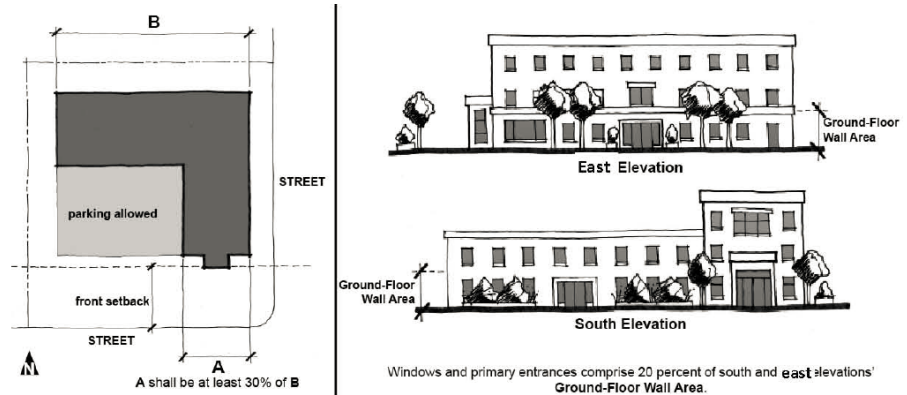 B
STREET
parking allowed
front setback
STREET
N
A
A shall be at least 30% of B
Ground-Floor
Wall Area
East Elevation
Ground-Floor
Wall Area
South Elevation
Windows and primary entrances comprise 20 percent of south and east elevations'
Ground-Floor Wall Area.